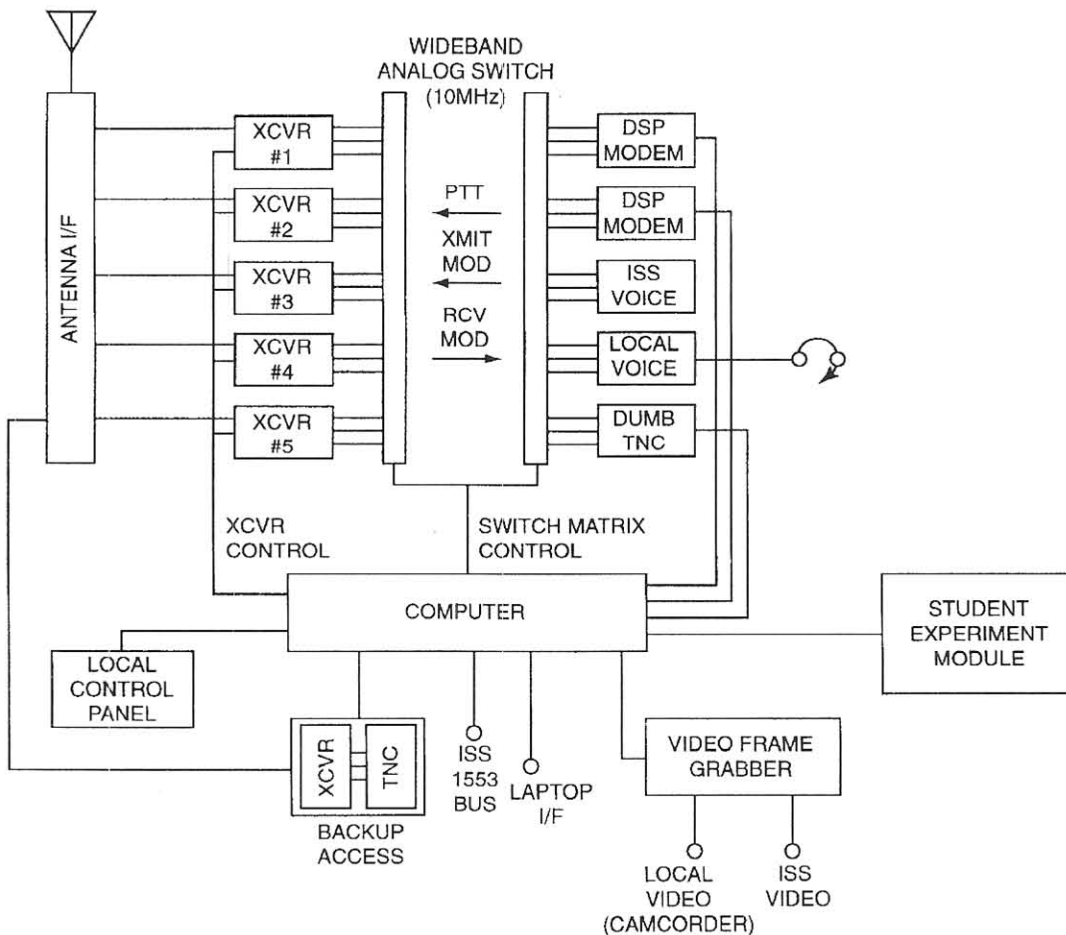 WIDEBAND
ANALOG SWITCH
(10MHz)
ANTENNA I/F
XCVR
#1
XCVR
#2
XCVR
#3
XCVR
#4
XCVR
#5
PTT
XMIT
MOD
RCV
MOD
DSP
MODEM
DSP
MODEM
ISS
VOICE
LOCAL
VOICE
DUMB
TNC
XCVR
CONTROL
SWITCH MATRIX
CONTROL
COMPUTER
STUDENT
EXPERIMENT
MODULE
LOCAL
CONTROL
PANEL
XCVR
TNC
BACKUP
ACCESS
ISS
1553
BUS
LAPTOP
I/F
VIDEO FRAME
GRABBER
LOCAL
VIDEO
(CAMCORDER)
ISS
VIDEO